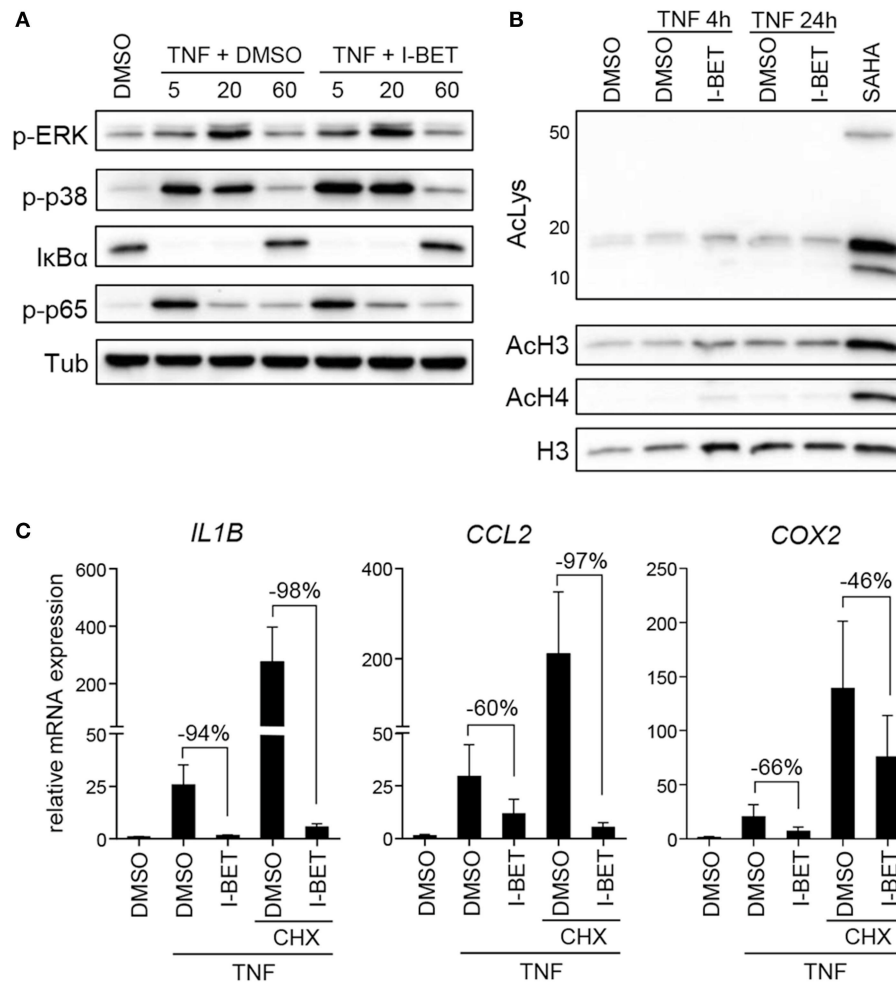 A
DMSO
TNF + DMSO
TNF + I-BET
5 20 60 5 20 60
p-ERK
p-p38
IκBα
p-p65
Tub
B
TNF 4h
TNF 24h
DMSO DMSO I-BET DMSO I-BET SAHA
AcLys
50
20
10
AcH3
AcH4
H3
C
IL1B
relative mRNA expression
600
400
200
50
25
0
-94%
-98%
DMSO DMSO I-BET DMSO I-BET
CHX
TNF
CCL2
400
200
50
25
0
-60%
-97%
DMSO DMSO I-BET DMSO I-BET
CHX
TNF
COX2
250
200
150
100
50
0
-66%
-46%
DMSO DMSO I-BET DMSO I-BET
CHX
TNF